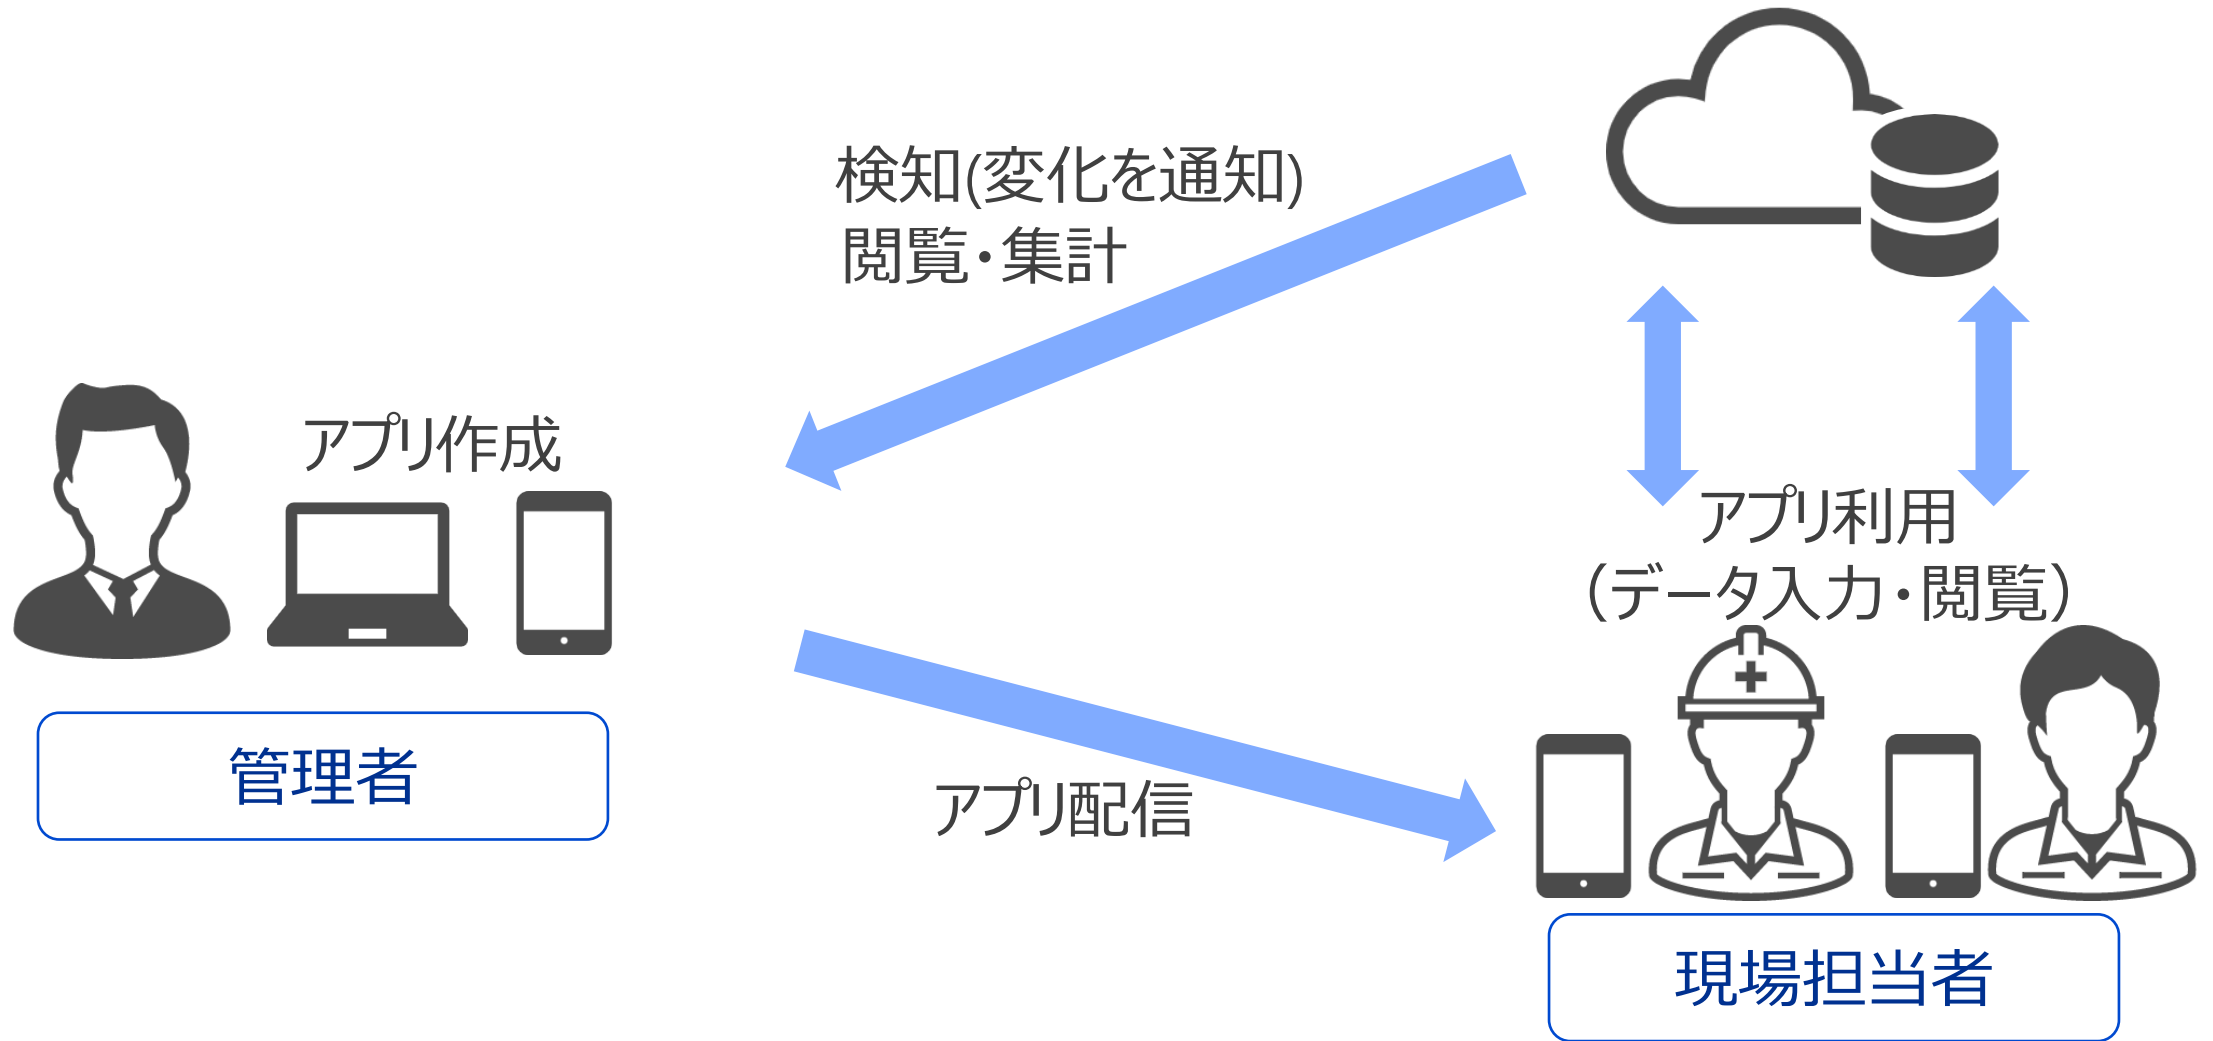 検知(変化を通知)
閲覧・集計
アプリ作成
管理者
アプリ配信
アプリ利用
（データ入力・閲覧）
現場担当者